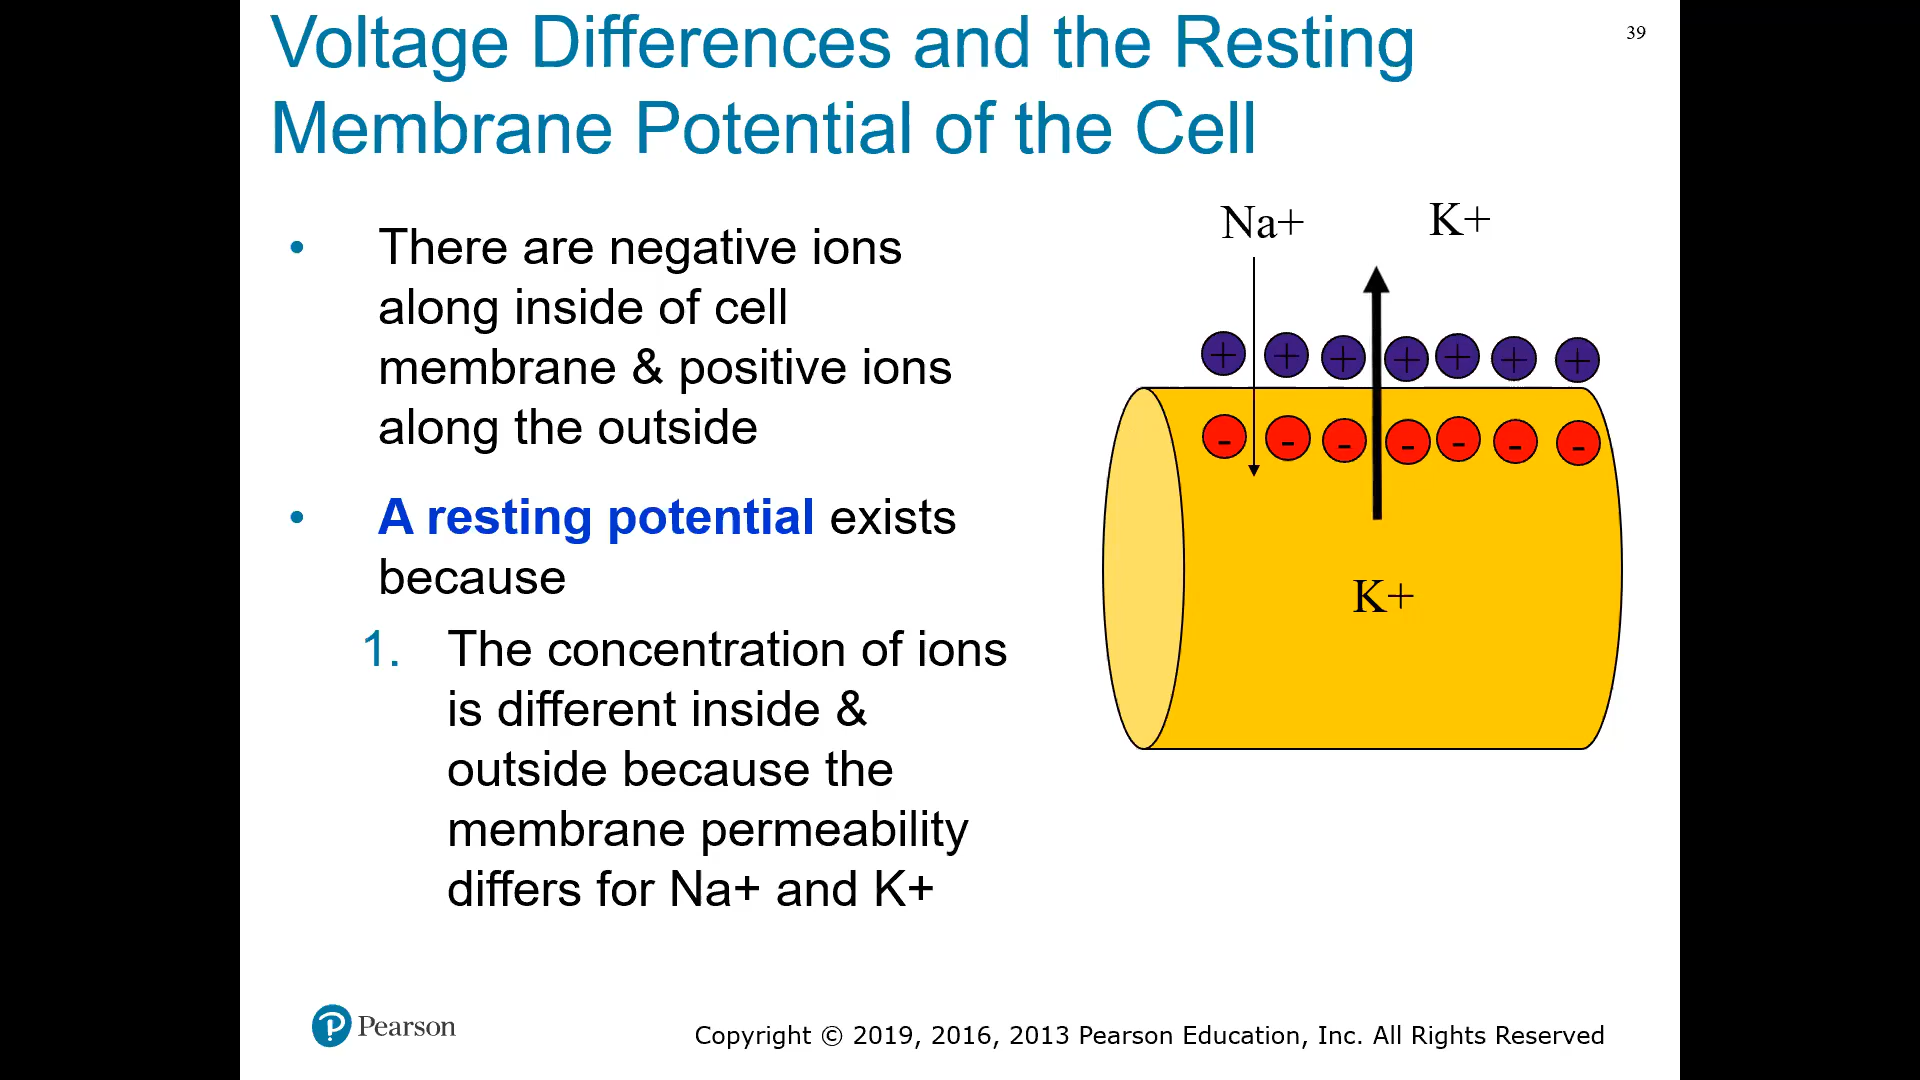 Voltage Differences and the Resting
Membrane Potential of the Cell
39
• There are negative ions
along inside of cell
membrane & positive ions
along the outside
• A resting potential exists
because
1. The concentration of ions
is different inside &
outside because the
membrane permeability
differs for Na+ and K+
Na+ K+
+ + + + + + +
- - - - - - -
K+
Pearson
Copyright © 2019, 2016, 2013 Pearson Education, Inc. All Rights Reserved